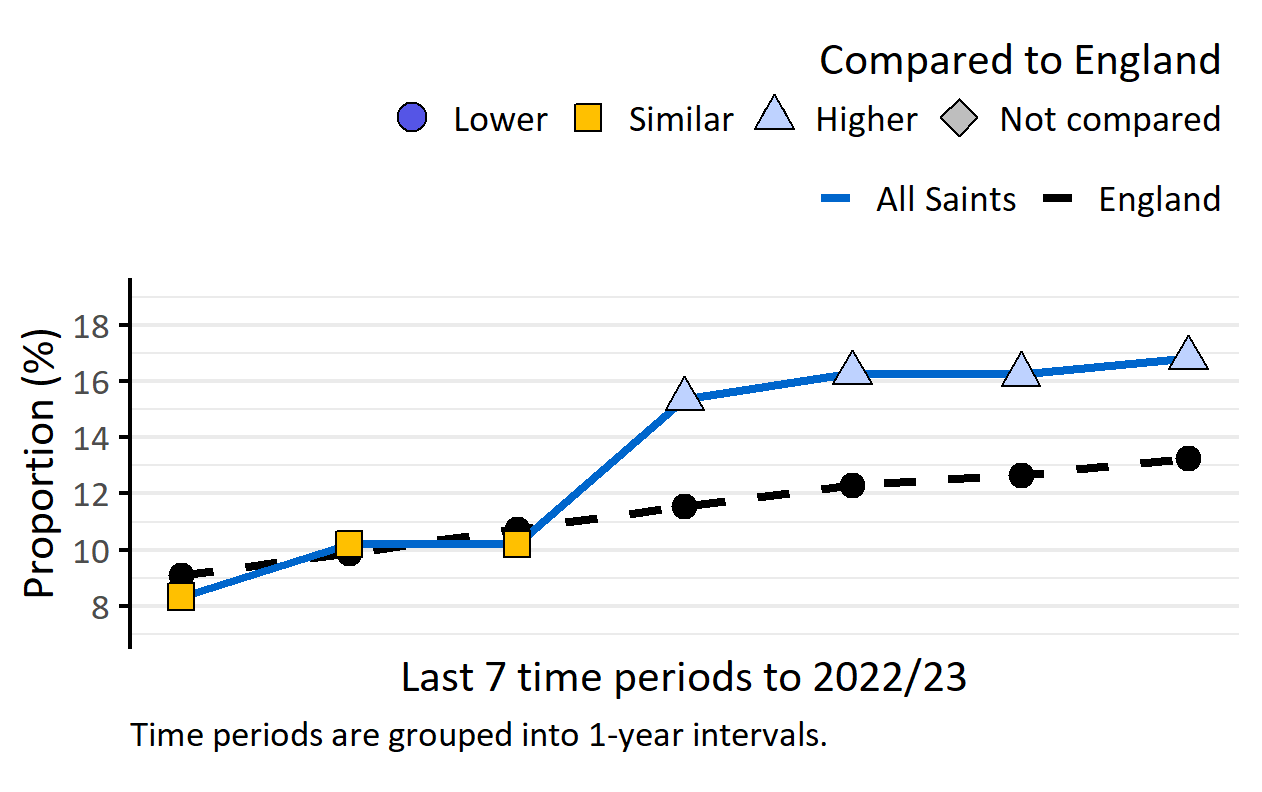 Compared to England
Lower Similar Higher Not compared
All Saints England
Proportion (%)
18
16
14
12
10
8
Last 7 time periods to 2022/23
Time periods are grouped into 1-year intervals.